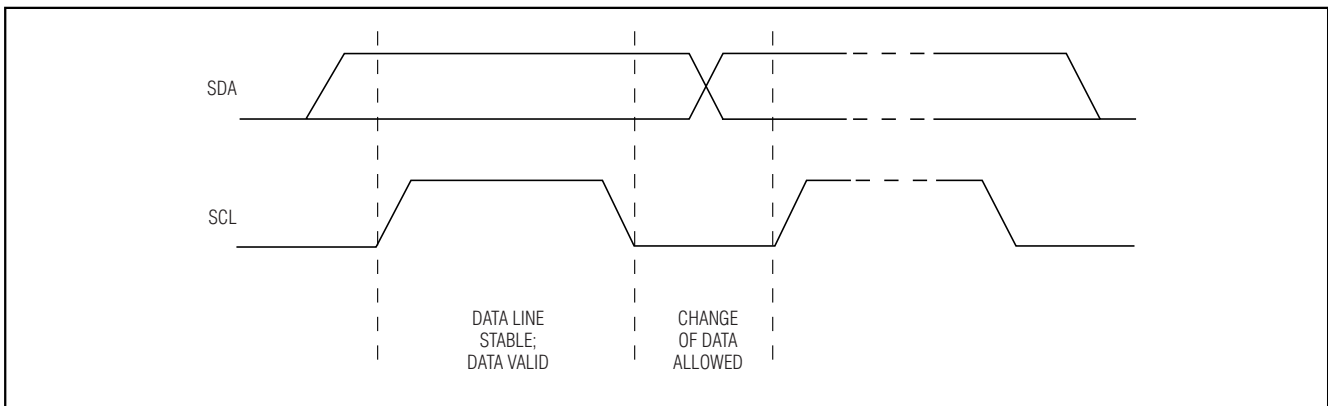 SDA
SCL
DATA LINE
STABLE;
DATA VALID
CHANGE
OF DATA
ALLOWED